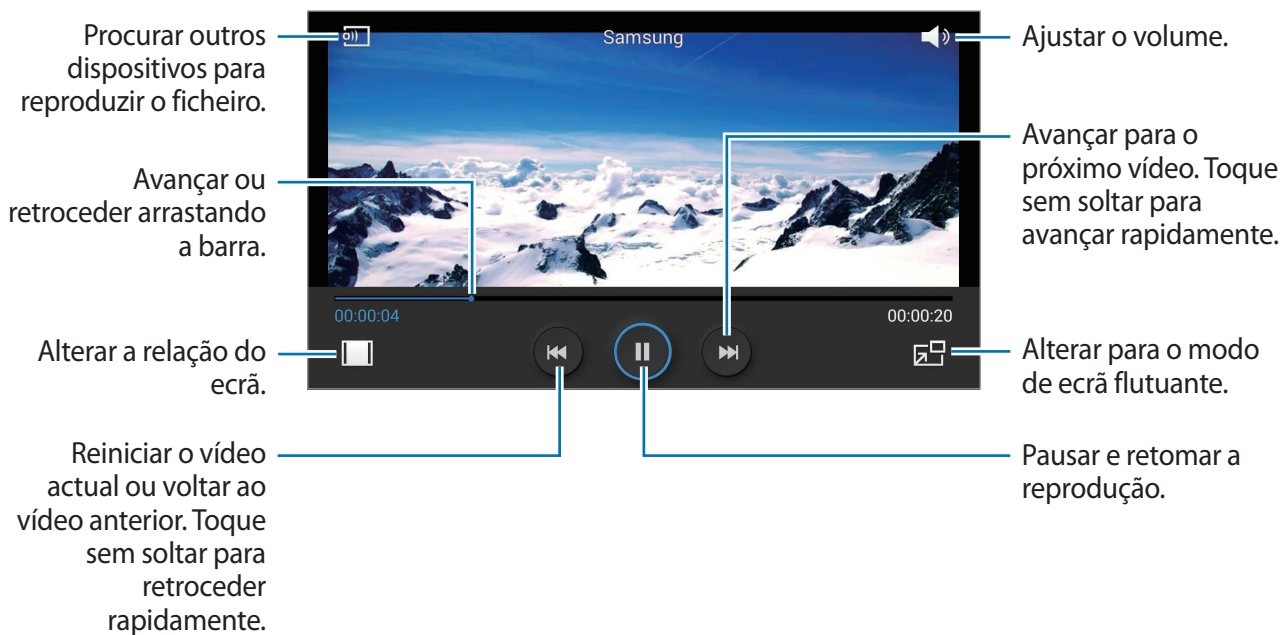 Procurar outros
dispositivos para
reproduzir o ficheiro.
Samsung
Ajustar o volume.
Avançar ou
retroceder arrastando
a barra.
Avançar para o
próximo vídeo. Toque
sem soltar para
avançar rapidamente.
00:00:04
00:00:20
Alterar a relação do
ecrã.
Alterar para o modo
de ecrã flutuante.
Reiniciar o vídeo
actual ou voltar ao
vídeo anterior. Toque
sem soltar para
retroceder
rapidamente.
Pausar e retomar a
reprodução.